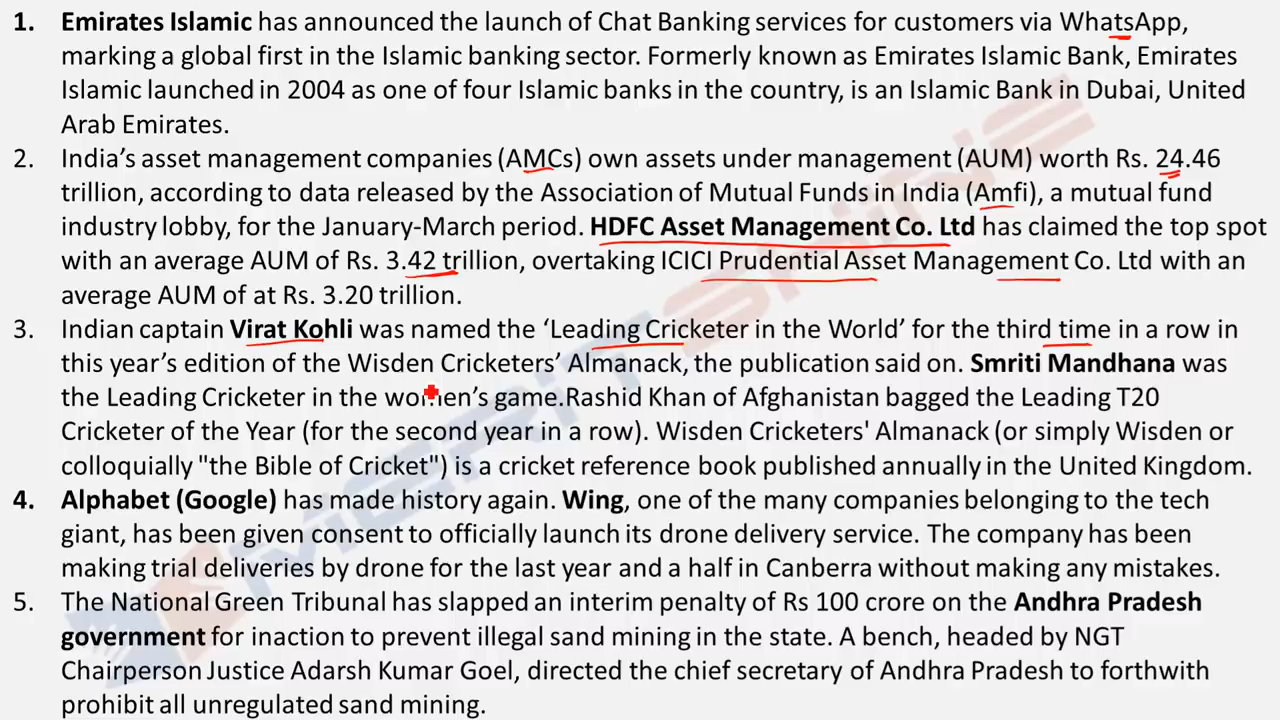 1. Emirates Islamic has announced the launch of Chat Banking services for customers via WhatsApp,
marking a global first in the Islamic banking sector. Formerly known as Emirates Islamic Bank, Emirates
Islamic launched in 2004 as one of four Islamic banks in the country, is an Islamic Bank in Dubai, United
Arab Emirates.
2. India’s asset management companies (AMCs) own assets under management (AUM) worth Rs. 24.46
trillion, according to data released by the Association of Mutual Funds in India (Amfi), a mutual fund
industry lobby, for the January-March period. HDFC Asset Management Co. Ltd has claimed the top spot
with an average AUM of Rs. 3.42 trillion, overtaking ICICI Prudential Asset Management Co. Ltd with an
average AUM of at Rs. 3.20 trillion.
3. Indian captain Virat Kohli was named the ‘Leading Cricketer in the World’ for the third time in a row in
this year’s edition of the Wisden Cricketers’ Almanack, the publication said on. Smriti Mandhana was
the Leading Cricketer in the women’s game.Rashid Khan of Afghanistan bagged the Leading T20
Cricketer of the Year (for the second year in a row). Wisden Cricketers' Almanack (or simply Wisden or
colloquially "the Bible of Cricket") is a cricket reference book published annually in the United Kingdom.
4. Alphabet (Google) has made history again. Wing, one of the many companies belonging to the tech
giant, has been given consent to officially launch its drone delivery service. The company has been
making trial deliveries by drone for the last year and a half in Canberra without making any mistakes.
5. The National Green Tribunal has slapped an interim penalty of Rs 100 crore on the Andhra Pradesh
government for inaction to prevent illegal sand mining in the state. A bench, headed by NGT
Chairperson Justice Adarsh Kumar Goel, directed the chief secretary of Andhra Pradesh to forthwith
prohibit all unregulated sand mining.